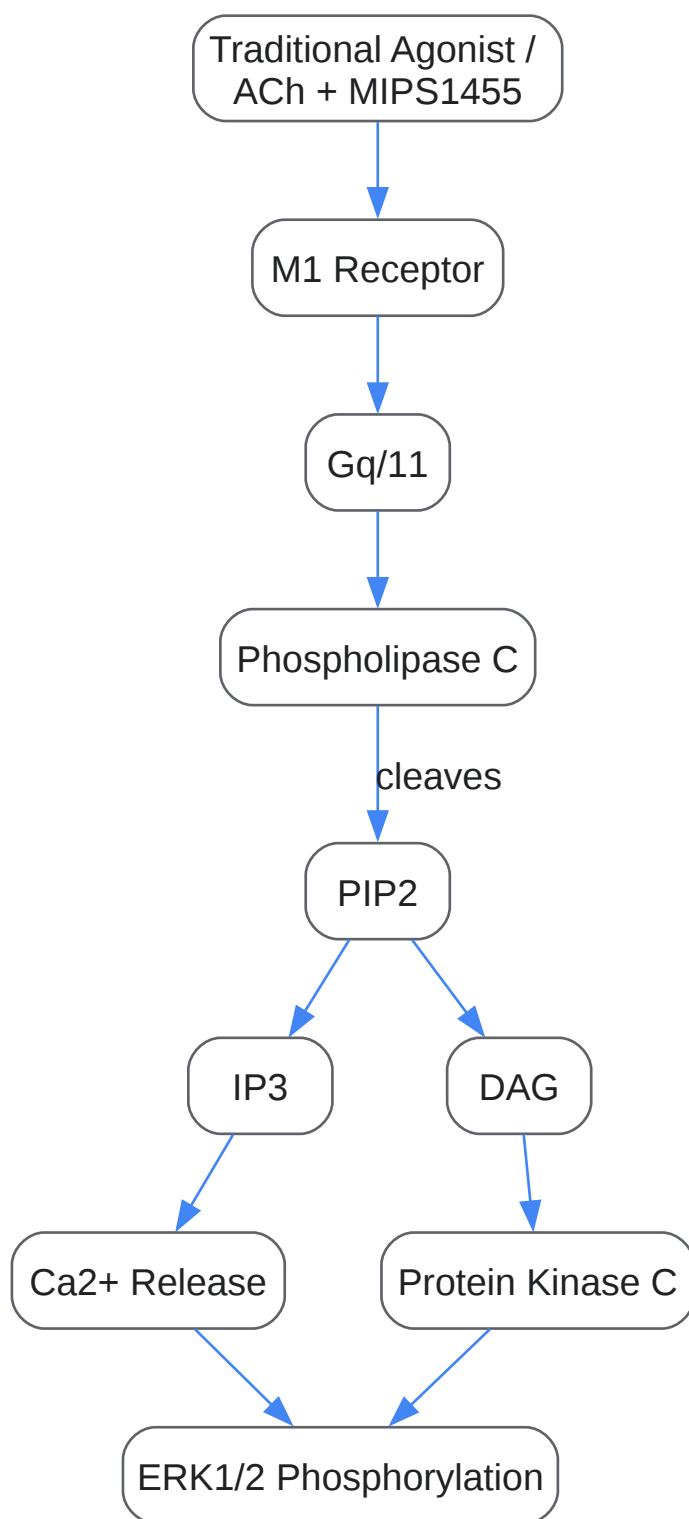 Traditional Agonist /
ACh + MIPS1455
M1 Receptor
Gq/11
Phospholipase C
cleaves
PIP2
IP3
DAG
Ca2+ Release
Protein Kinase C
ERK1/2 Phosphorylation